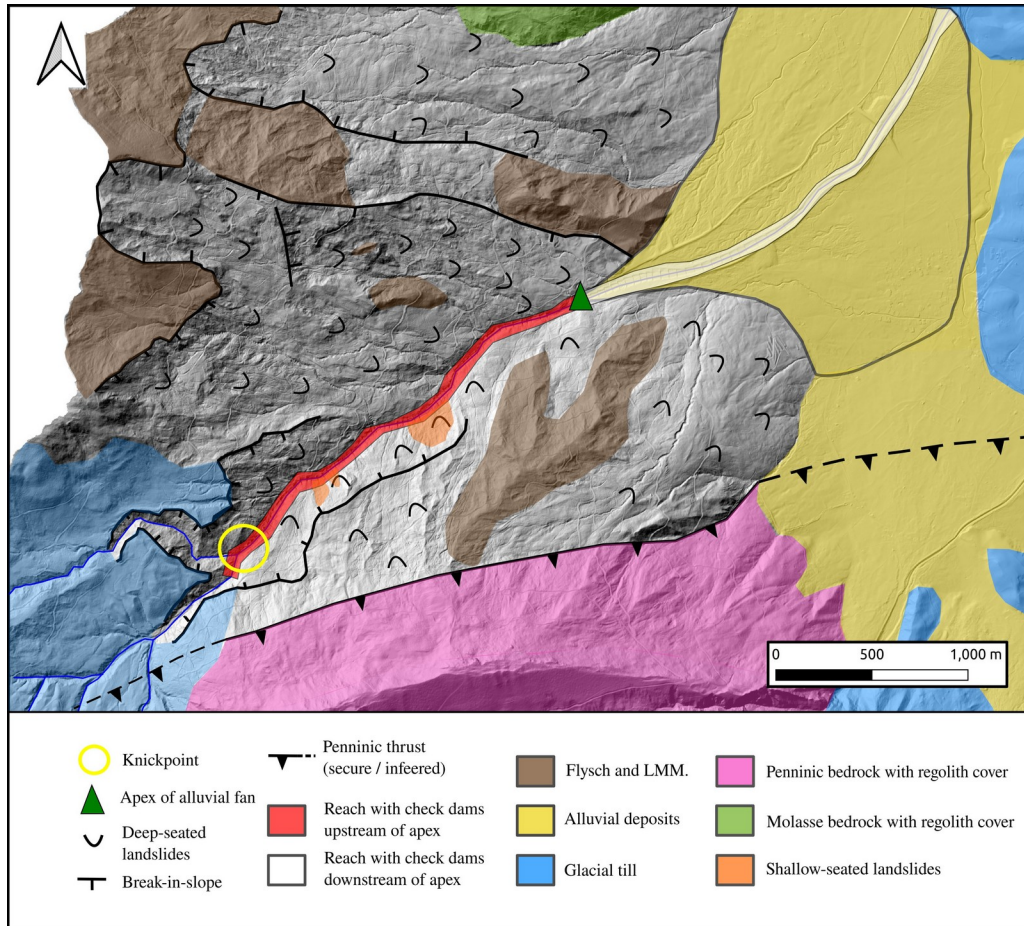 0 500 1,000 m
Knickpoint
Apex of alluvial fan
Deep-seated
landslides
Break-in-slope
Penninic thrust
(secure / infeered)
Reach with check dams
upstream of apex
Reach with check dams
downstream of apex
Flysch and LMM.
Alluvial deposits
Glacial till
Penninic bedrock with regolith cover
Molasse bedrock with regolith cover
Shallow-seated landslides